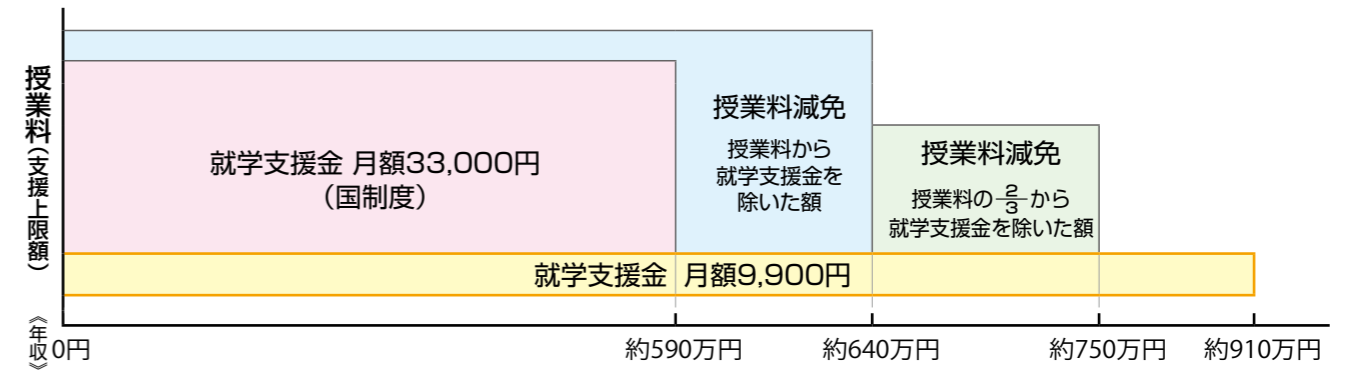 授業料（支援上限額）
就学支援金 月額33,000円
（国制度）
授業料減免
授業料から
就学支援金を
除いた額
授業料減免
授業料の2/3から
就学支援金を除いた額
就学支援金 月額9,900円
《年収》
0円
約590万円
約640万円
約750万円
約910万円